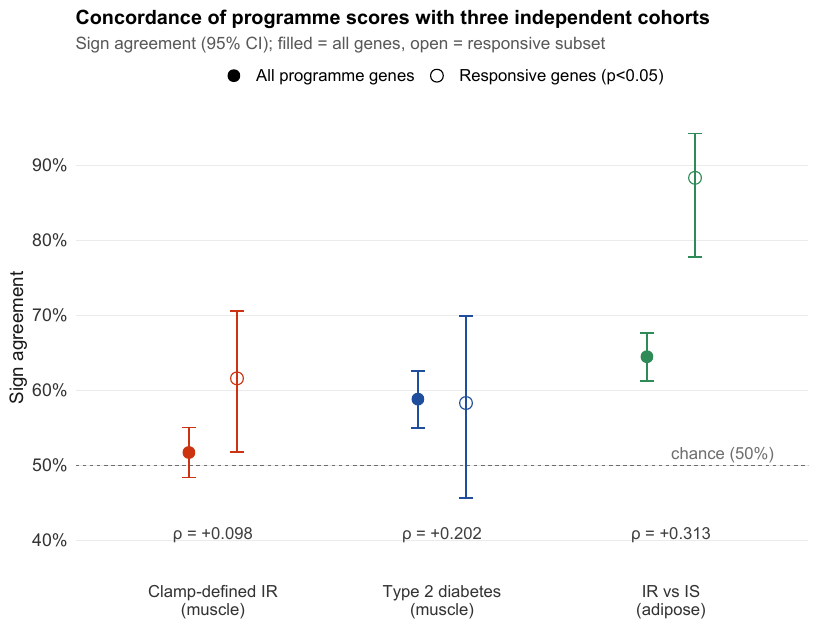 Concordance of programme scores with three independent cohorts
Sign agreement (95% CI); filled = all genes, open = responsive subset
All programme genes
Responsive genes (p<0.05)
Sign agreement
90%
80%
70%
60%
50%
40%
chance (50%)
ρ = +0.098
ρ = +0.202
ρ = +0.313
Clamp-defined IR
(muscle)
Type 2 diabetes
(muscle)
IR vs IS
(adipose)